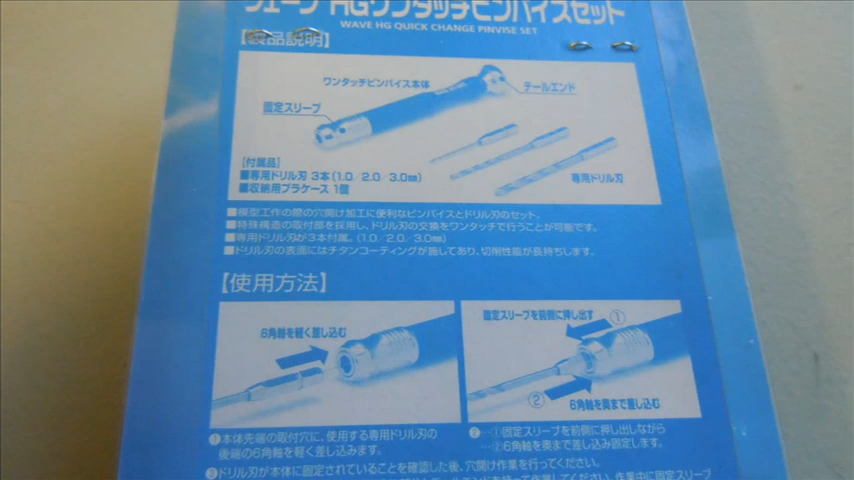 ウェーブ HGワンタッチピンバイスセット
WAVE HG QUICK CHANGE PINVISE SET
【製品説明】
ワンタッチピンバイス本体
テールエンド
固定スリーブ
[付属品]
■専用ドリル刃 3本(1.0/2.0/3.0㎜)
■収納用プラケース 1個
専用ドリル刃
■模型工作の際の穴開け加工に便利なピンバイスとドリル刃のセット。
■特殊構造の取付部を採用し、ドリル刃の交換をワンタッチで行うことが可能です。
■専用ドリル刃が3本付属。(1.0/2.0/3.0㎜)
■ドリル刃の表面にはチタンコーティングが施してあり、切削性能が長持ちします。
【使用方法】
6角軸を軽く差し込む
固定スリーブを前側に押し出す ①
② 6角軸を奥まで差し込む
❶本体先端の取付穴に、使用する専用ドリル刃の
後端の6角軸を軽く差し込みます。
❷…①固定スリーブを前側に押し出しながら
…②6角軸を奥まで差し込み固定します。
❷ドリル刃が本体に固定されていることを確認した後、穴開け作業を行ってください。
作業中に固定スリーブ